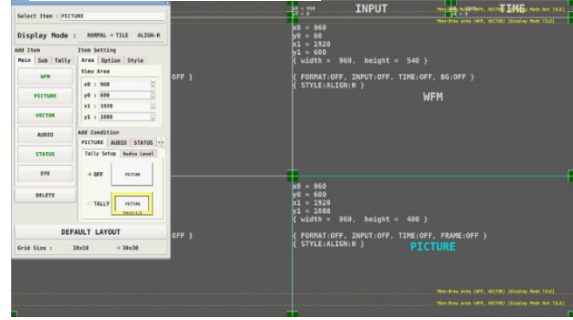 Select Item : PICTURE
Display Mode : NORMAL TILE ALIGN-H
Add Item
Main Sub Tally
WFM
PICTURE
VECTOR
AUDIO
STATUS
EYE
DELETE
Item Setting
Area Option Style
View Area
x0 : 960
y0 : 600
x1 : 1920
y1 : 1080
Add Condition
PICTURE AUDIO STATUS
Tally Setup Audio Level
OFF PICTURE
TALLY PICTURE
DEFAULT LAYOUT
Grid Size : 10x10 30x30
OFF }
OFF }
INPUT
TIME
x0 = 960
y0 = 60
x1 = 1920
y1 = 600
{ width = 960, height = 540 }
{ FORMAT:OFF, INPUT:OFF, TIME:OFF, BG:OFF }
{ STYLE:ALIGN:H }
WFM
x0 = 960
y0 = 600
x1 = 1920
y1 = 1080
{ width = 960, height = 480 }
{ FORMAT:OFF, INPUT:OFF, TIME:OFF, FRAME:OFF }
{ STYLE:ALIGN:H }
PICTURE